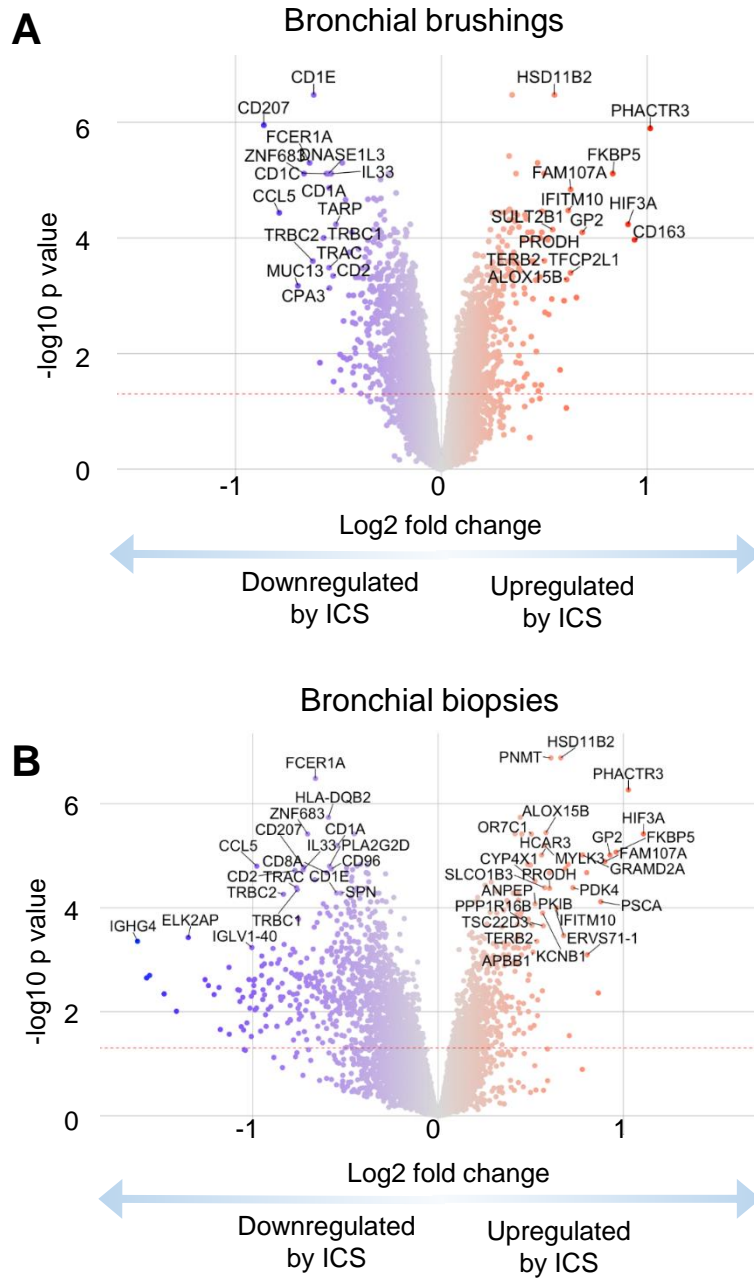 A
Bronchial brushings
CD1E
HSD11B2
CD207
PHACTR3
6
FCER1A
ZNF683
DNASE1L3
CD1C
IL33
FKBP5
FAM107A
CD1A
CCL5
TARP
IFITM10
HIF3A
SULT2B1
GP2
4
TRBC2
TRBC1
CD163
PRODH
TRAC
TERB2
TFCP2L1
MUC13
CD2
ALOX15B
CPA3
-log10 p value
2
0
-1
0
1
Log2 fold change
Downregulated
by ICS
Upregulated
by ICS
B
Bronchial biopsies
HSD11B2
PNMT
FCER1A
PHACTR3
HLA-DQB2
6
ZNF683
ALOX15B
CD207
CD1A
OR7C1
HIF3A
CCL5
IL33
PLA2G2D
HCAR3
GP2
FKBP5
CD8A
CD96
CYP4X1
MYLK3
FAM107A
CD2
TRAC
CD1E
SLCO1B3
PRODH
GRAMD2A
TRBC2
SPN
ANPEP
PDK4
4
PPP1R16B
PKIB
PSCA
IGHG4
ELK2AP
TRBC1
TSC22D3
IFITM10
IGLV1-40
TERB2
ERVS71-1
APBB1
KCNB1
-log10 p value
2
0
-1
0
1
Log2 fold change
Downregulated
by ICS
Upregulated
by ICS